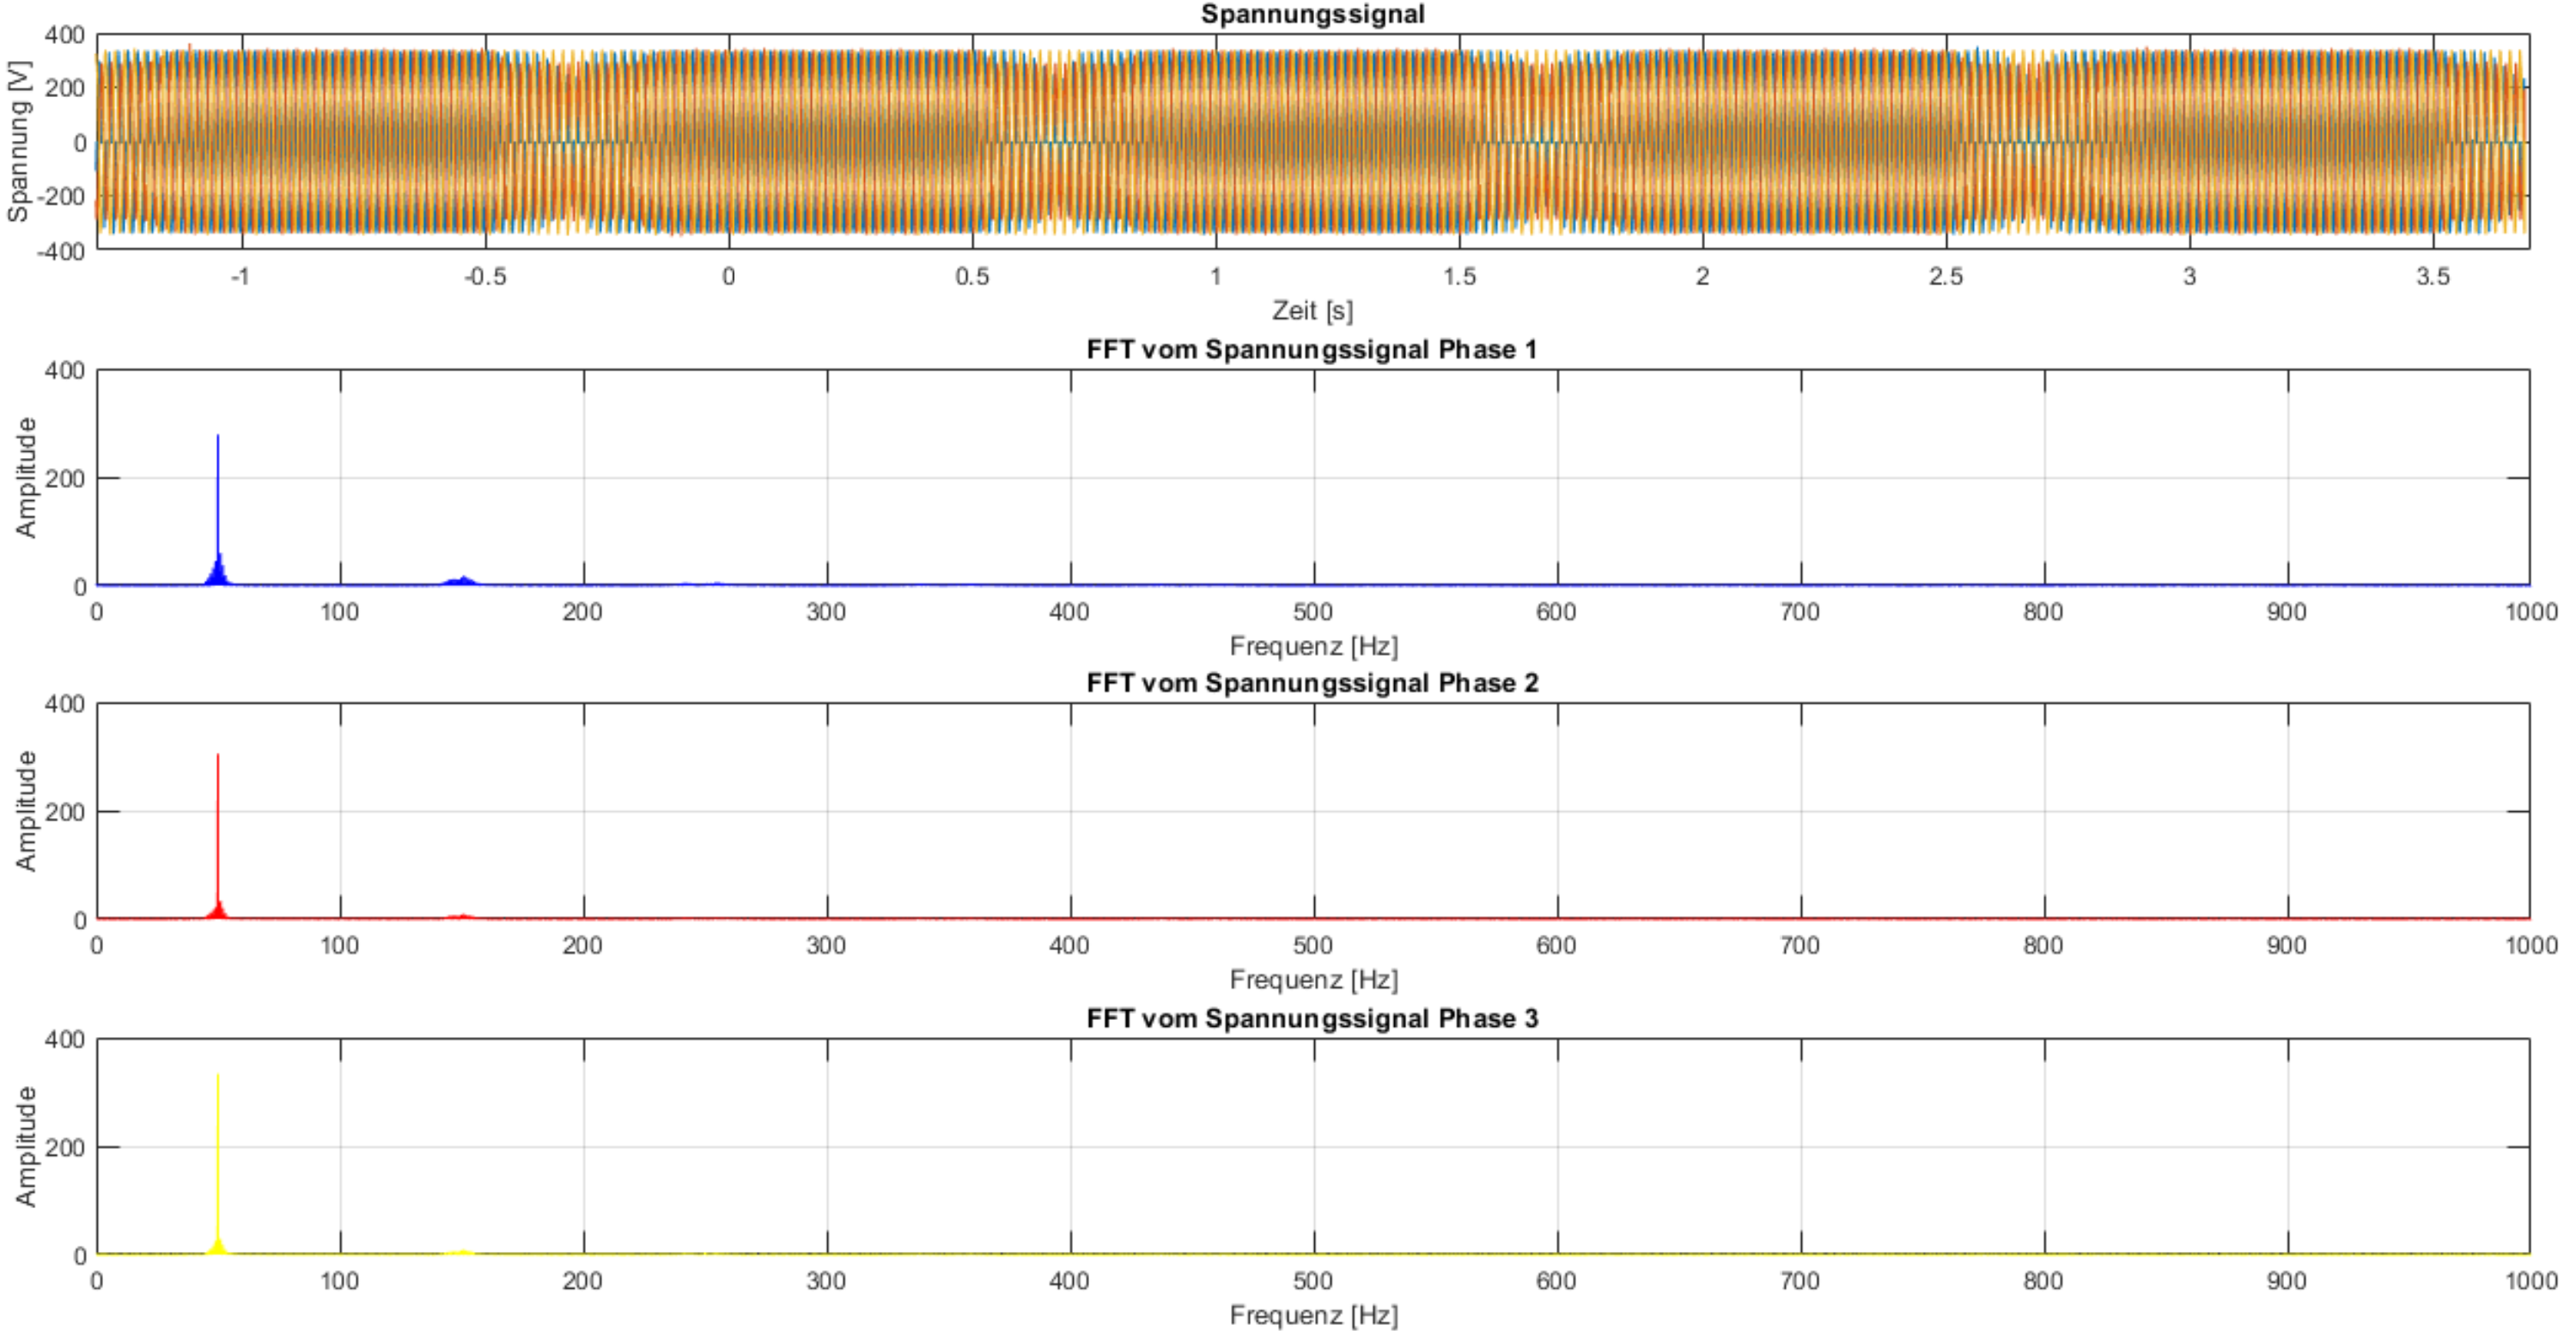 Spannungssignal
400
200
0
-200
-400
Spannung [V]
-1 -0.5 0 0.5 1 1.5 2 2.5 3 3.5
Zeit [s]
FFT vom Spannungssignal Phase 1
400
200
0
Amplitude
0 100 200 300 400 500 600 700 800 900 1000
Frequenz [Hz]
FFT vom Spannungssignal Phase 2
400
200
0
Amplitude
0 100 200 300 400 500 600 700 800 900 1000
Frequenz [Hz]
FFT vom Spannungssignal Phase 3
400
200
0
Amplitude
0 100 200 300 400 500 600 700 800 900 1000
Frequenz [Hz]